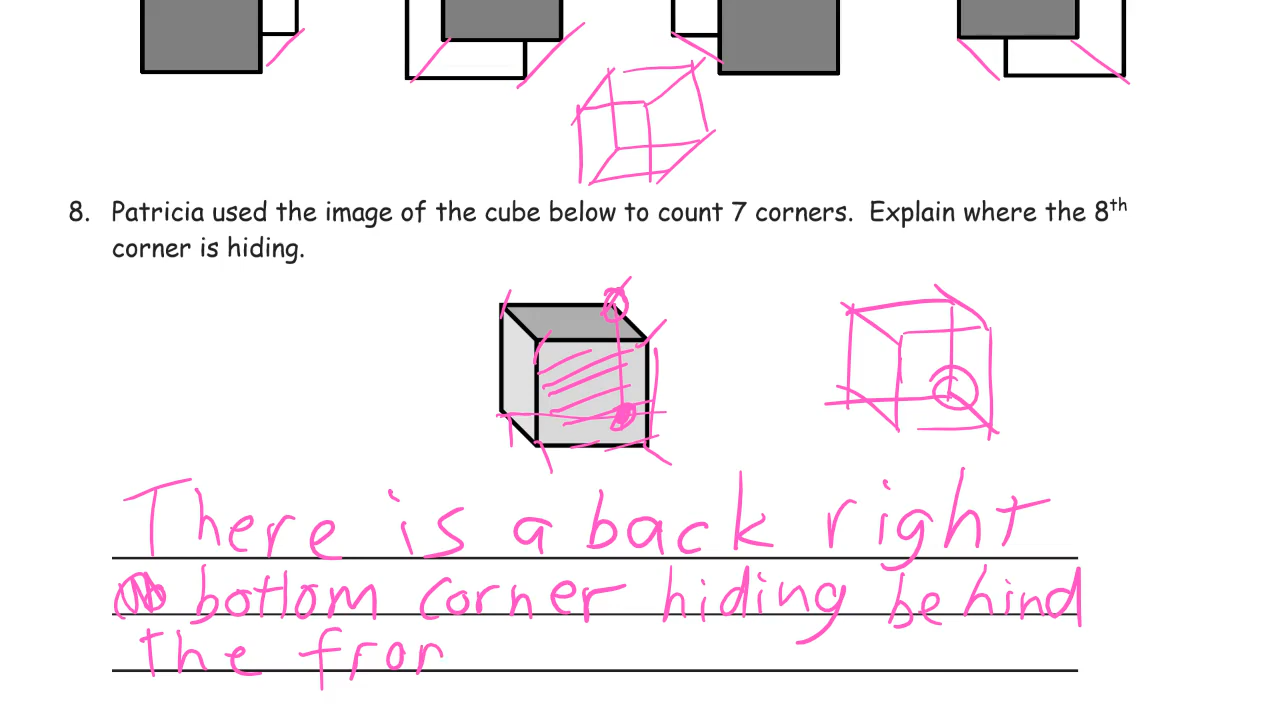 8. Patricia used the image of the cube below to count 7 corners. Explain where the 8th
corner is hiding.
There is a back right
bottom corner hiding behind
the fron